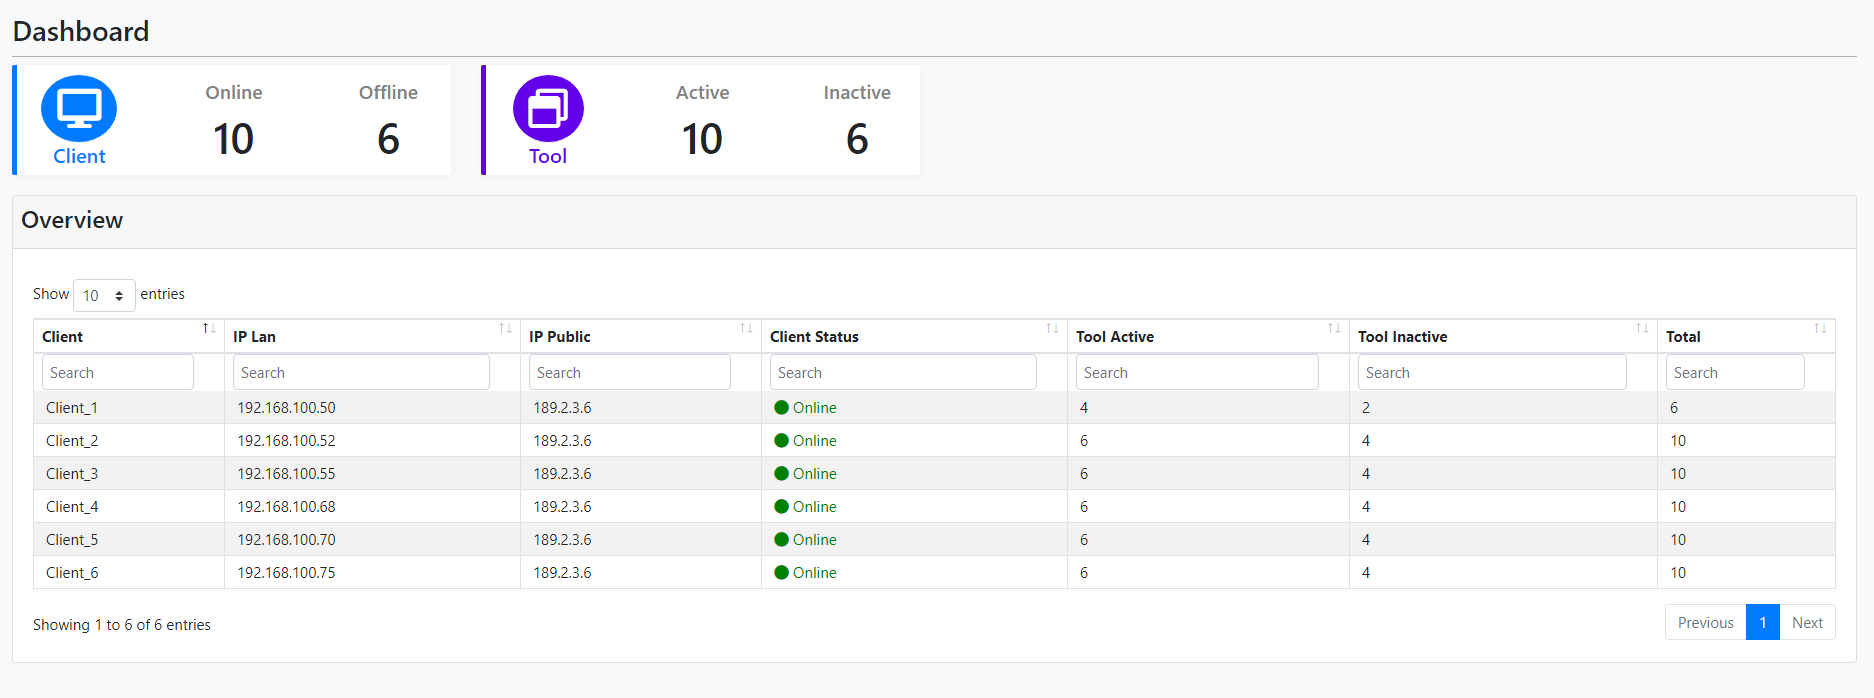 Dashboard
Client
Online
10
Offline
6
Tool
Active
10
Inactive
6
Overview
Show 10 entries
Client IP Lan IP Public Client Status Tool Active Tool Inactive Total
Search Search Search Search Search Search Search
Client_1 192.168.100.50 189.2.3.6 Online 4 2 6
Client_2 192.168.100.52 189.2.3.6 Online 6 4 10
Client_3 192.168.100.55 189.2.3.6 Online 6 4 10
Client_4 192.168.100.68 189.2.3.6 Online 6 4 10
Client_5 192.168.100.70 189.2.3.6 Online 6 4 10
Client_6 192.168.100.75 189.2.3.6 Online 6 4 10
Showing 1 to 6 of 6 entries
Previous 1 Next